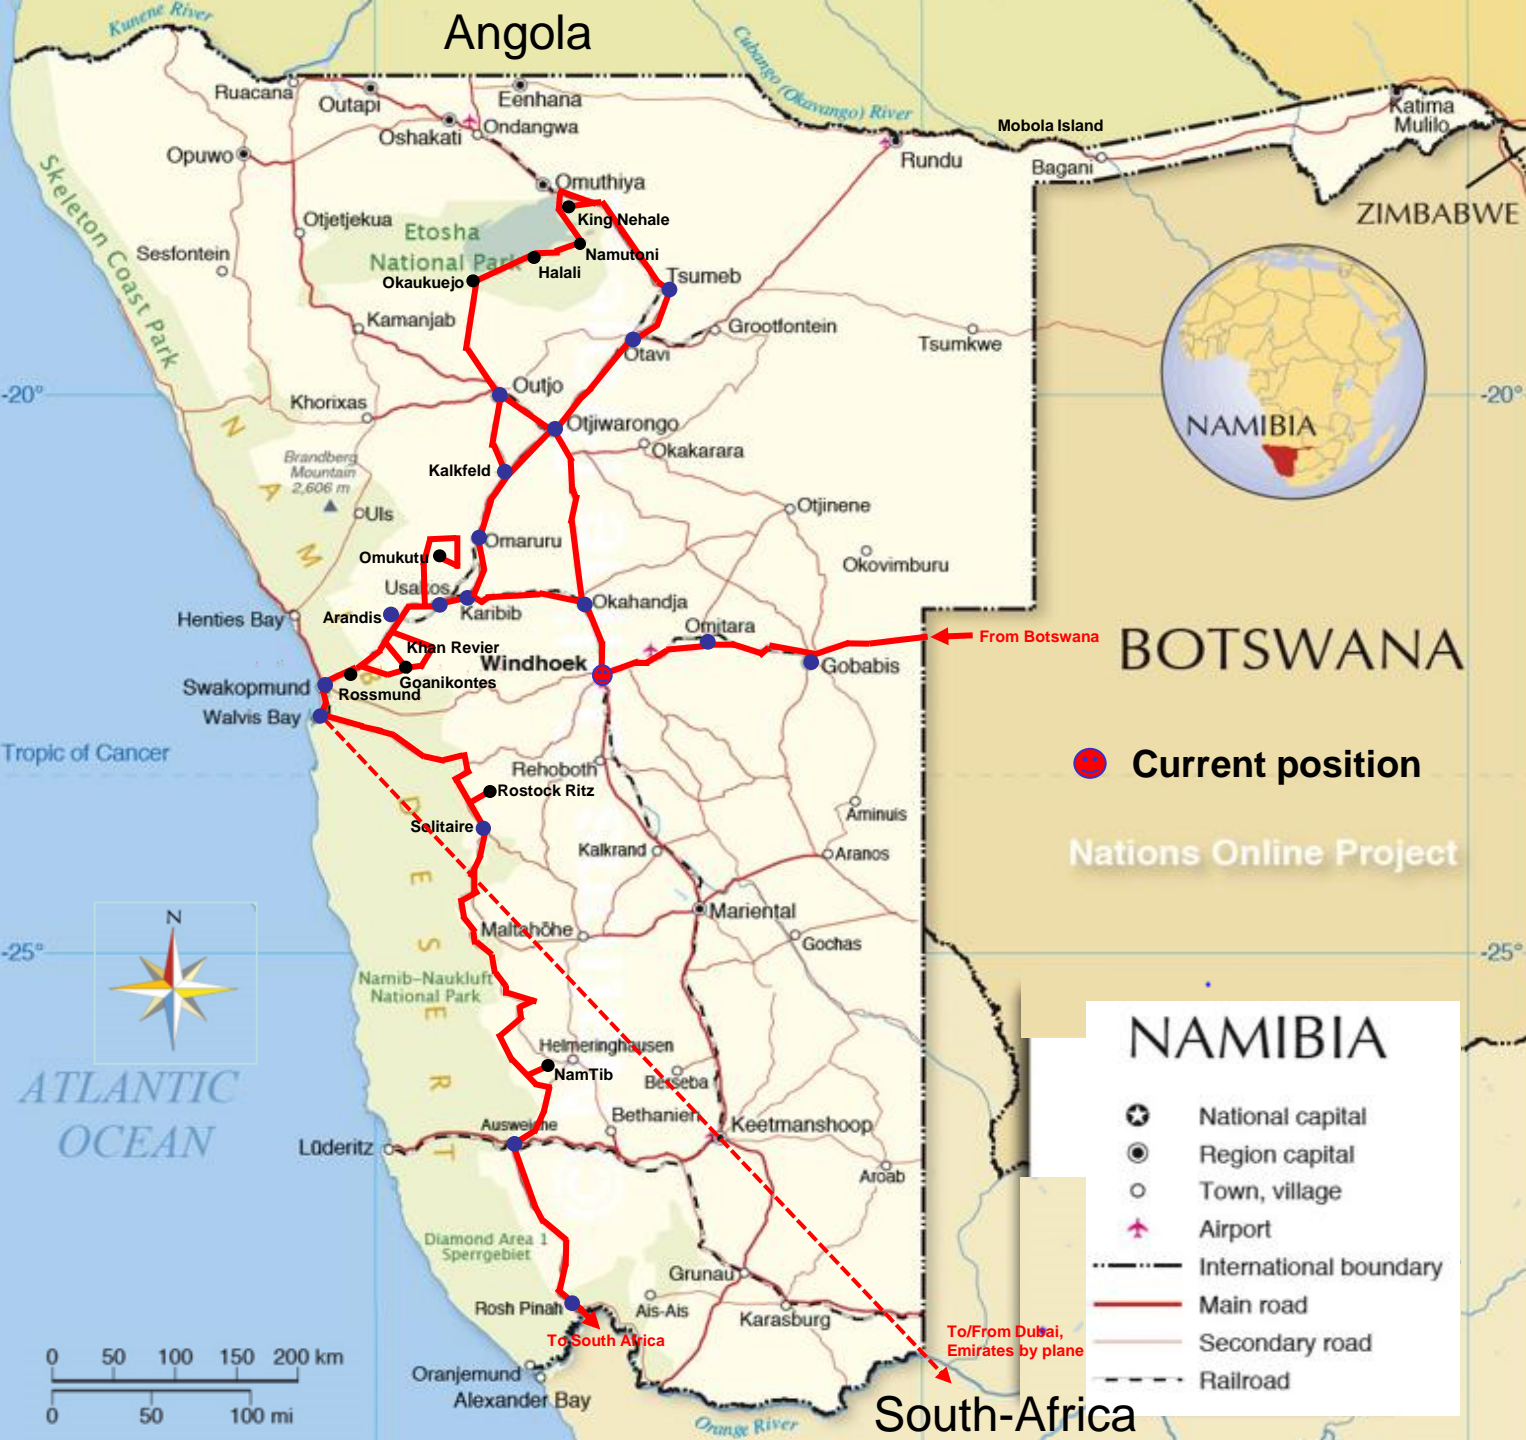 Angola
Kunene River
Cubango (Okavango) River
Ruacana
Outapi
Eenhana
Oshakati
Ondangwa
Opuwo
Omuthiya
Rundu
Mobola Island
Bagani
Katima
Mulilo
ZIMBABWE
Skeleton Coast Park
Otjetjekua
Etosha
National Park
King Nehale
Namutoni
Halali
Okaukuejo
Sesfontein
Tsumeb
Kamanjab
Grootfontein
Otavi
Tsumkwe
-20°
-20°
Outjo
Khorixas
Otjiwarongo
Okakarara
NAMIBIA
Brandberg
Mountain
2,606 m
Kalkfeld
Uis
Otjinene
Omaruru
Omukutu
Okovimburu
Usakos
Karibib
Okahandja
Henties Bay
Arandis
Omitara
From Botswana
BOTSWANA
Khan Revier
Windhoek
Gobabis
Goanikontes
Swakopmund
Rossmund
Walvis Bay
Tropic of Cancer
Current position
Rehoboth
Rostock Ritz
Solitaire
Aminuis
Kalkrand
Aranos
Nations Online Project
Mariental
Maltahöhe
Gochas
N
-25°
-25°
NAMIB DESERT
Namib-Naukluft
National Park
Helmeringhausen
NamTib
Berseba
ATLANTIC
OCEAN
Bethanien
Keetmanshoop
Ausweiche
Lüderitz
Aroab
Diamond Area 1
Sperrgebiet
Grunau
Rosh Pinah
Ais-Ais
Karasburg
To South Africa
To/From Dubai,
Emirates by plane
Oranjemund
Alexander Bay
Orange River
South-Africa
0 50 100 150 200 km
0 50 100 mi
NAMIBIA
National capital
Region capital
Town, village
Airport
International boundary
Main road
Secondary road
Railroad